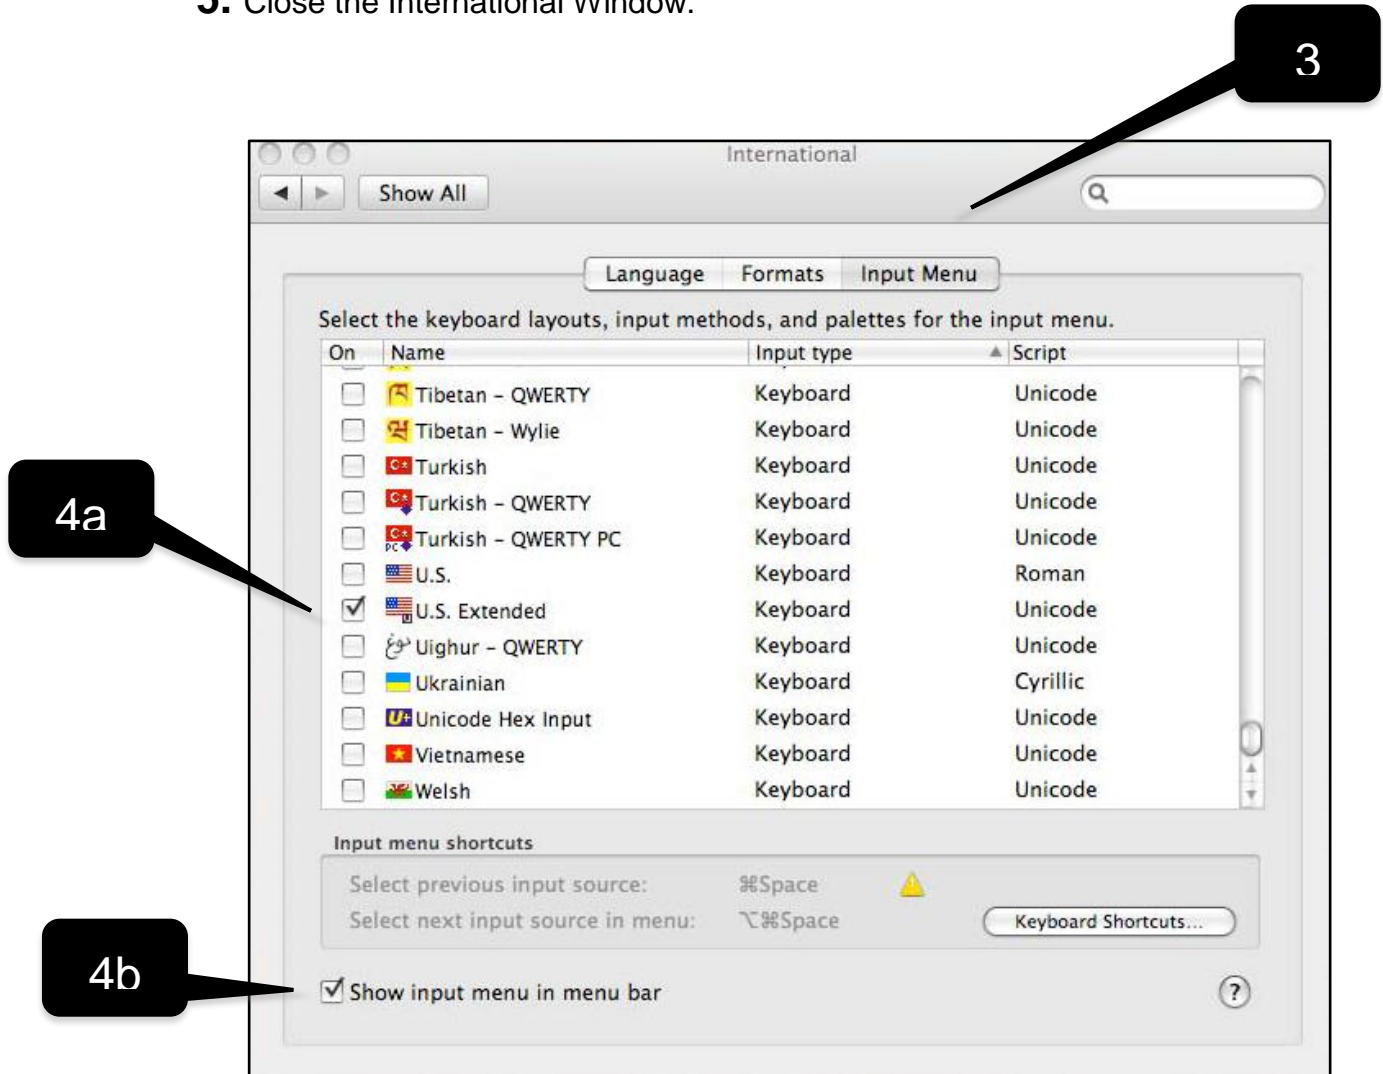 5. Close the International Window.
3
International
Show All
Language Formats Input Menu
Select the keyboard layouts, input methods, and palettes for the input menu.
On Name Input type Script
Tibetan – QWERTY Keyboard Unicode
Tibetan – Wylie Keyboard Unicode
Turkish Keyboard Unicode
Turkish – QWERTY Keyboard Unicode
PC Turkish – QWERTY PC Keyboard Unicode
U.S. Keyboard Roman
4a
U.S. Extended Keyboard Unicode
Uighur – QWERTY Keyboard Unicode
Ukrainian Keyboard Cyrillic
U+ Unicode Hex Input Keyboard Unicode
Vietnamese Keyboard Unicode
Welsh Keyboard Unicode
Input menu shortcuts
Select previous input source: ⌘Space
Select next input source in menu: ⌥⌘Space Keyboard Shortcuts...
4b
Show input menu in menu bar ?